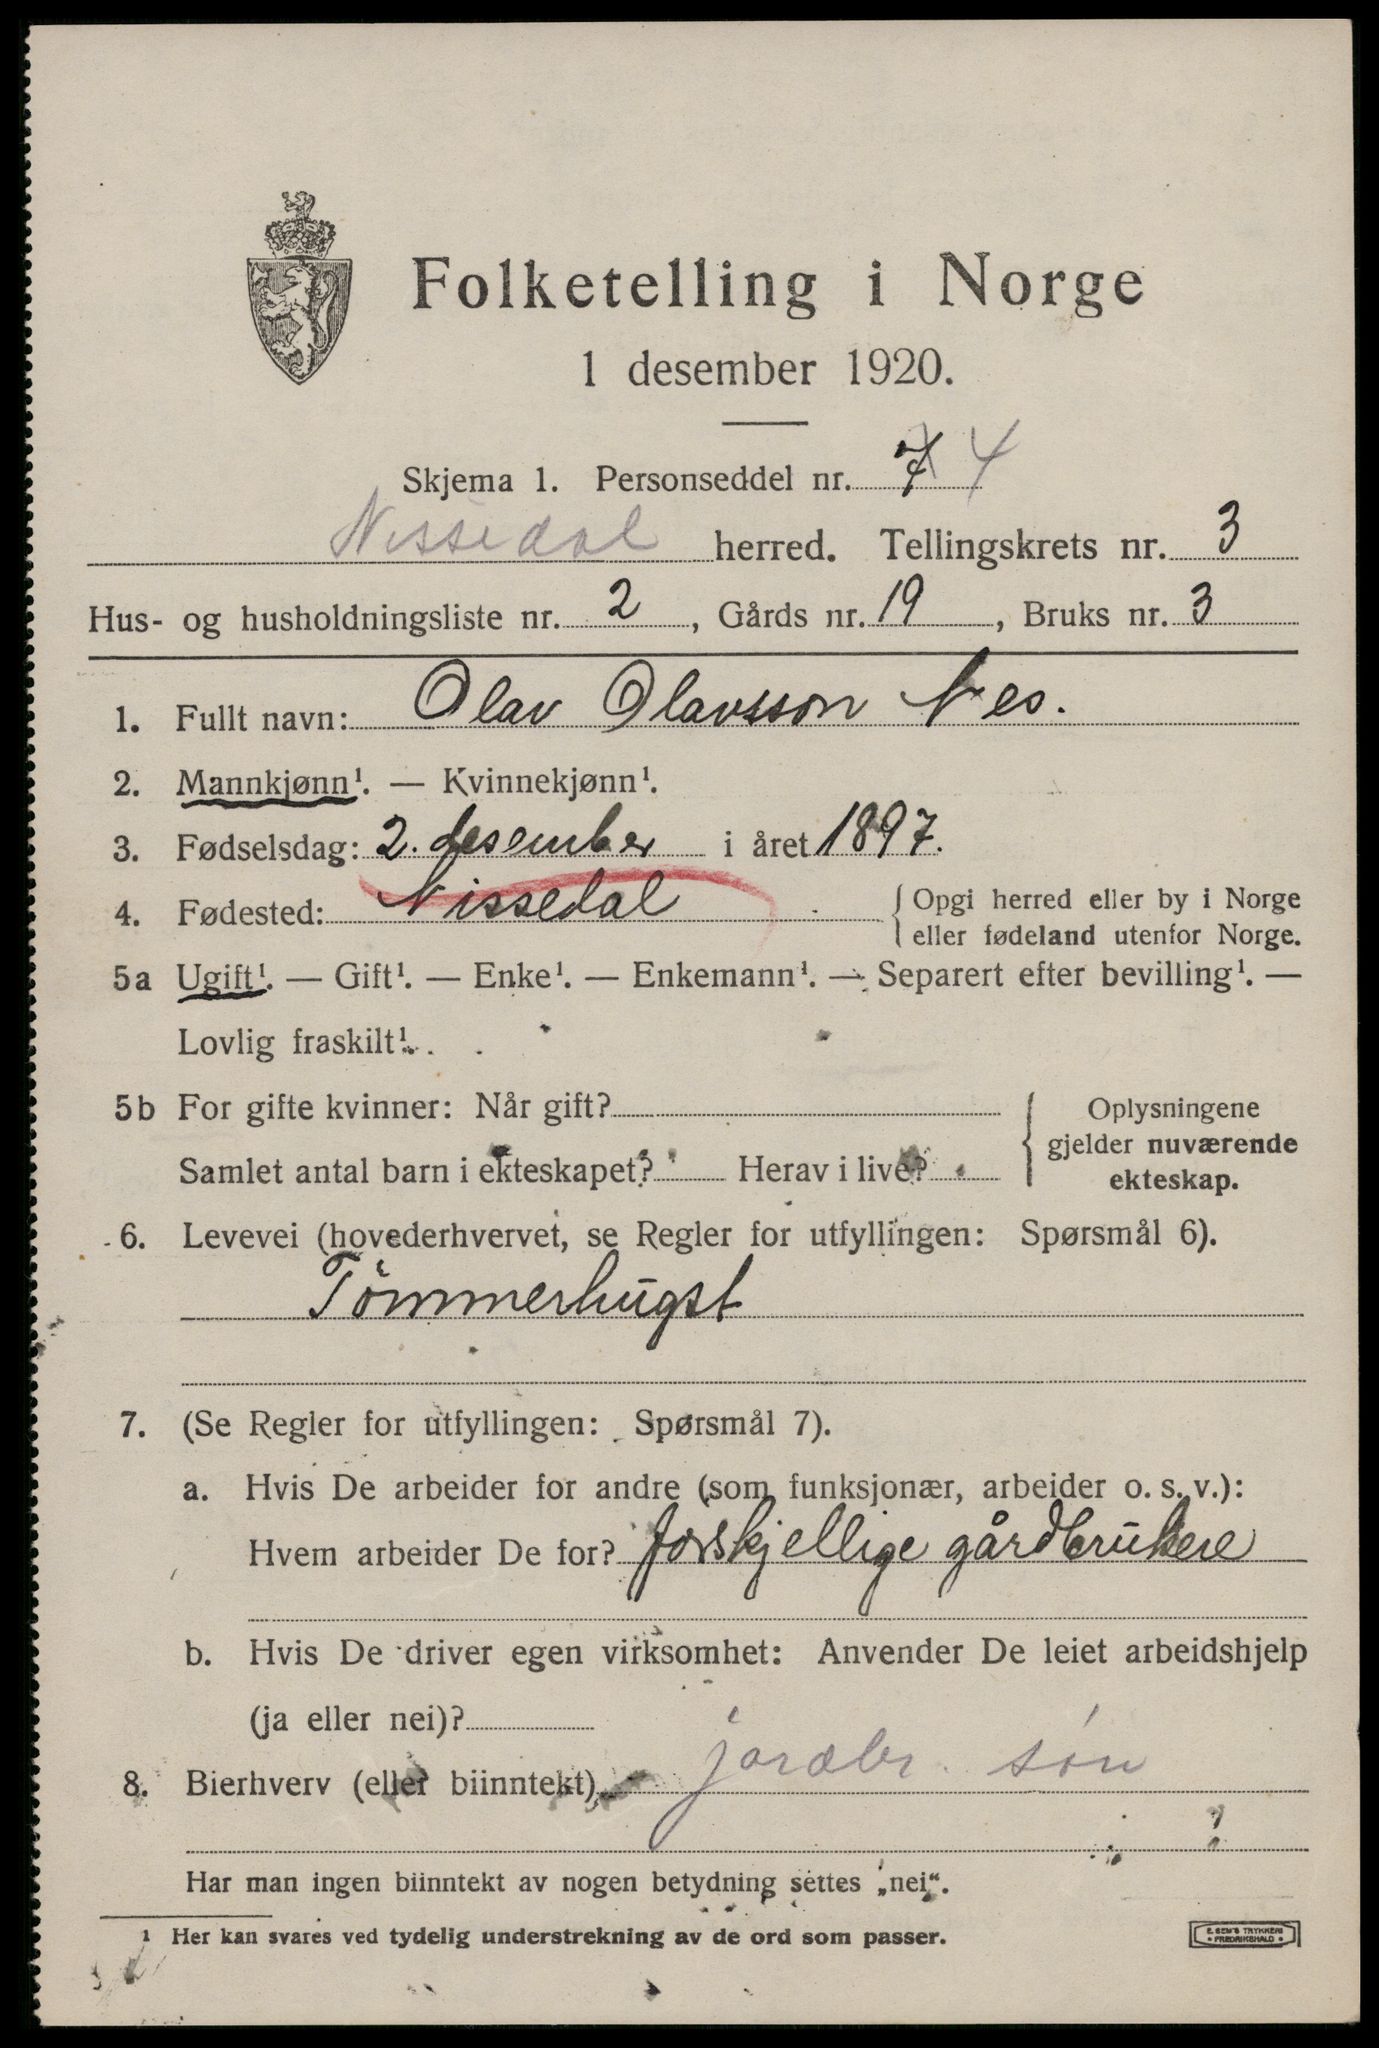 Folketelling i Norge
1 desember 1920.
Skjema 1. Personseddel nr. 7 4
Nissedal herred. Tellingskrets nr. 3
Hus- og husholdningsliste nr. 2, Gårds nr. 19, Bruks nr. 3
1. Fullt navn: Olav Olavsson Nes.
2. Mannkjønn¹. — Kvinnekjønn¹.
3. Fødselsdag: 2. desember i året 1897.
4. Fødested: Nissedal { Opgi herred eller by i Norge
eller fødeland utenfor Norge.
5a Ugift¹. — Gift¹. — Enke¹. — Enkemann¹. — Separert efter bevilling¹. —
Lovlig fraskilt¹.
5b For gifte kvinner: Når gift?
Samlet antal barn i ekteskapet? Herav i live?
{ Oplysningene
gjelder nuværende
ekteskap.
6. Levevei (hovederhvervet, se Regler for utfyllingen: Spørsmål 6).
Tømmerhugst
7. (Se Regler for utfyllingen: Spørsmål 7).
a. Hvis De arbeider for andre (som funksjonær, arbeider o. s. v.):
Hvem arbeider De for? forskjellige gårdbrukere
b. Hvis De driver egen virksomhet: Anvender De leiet arbeidshjelp
(ja eller nei)?
8. Bierhverv (eller biinntekt) jordbr. søn
Har man ingen biinntekt av nogen betydning settes „nei“.
¹ Her kan svares ved tydelig understrekning av de ord som passer.
E. SEM'S TRYKKERI
FREDRIKSHALD